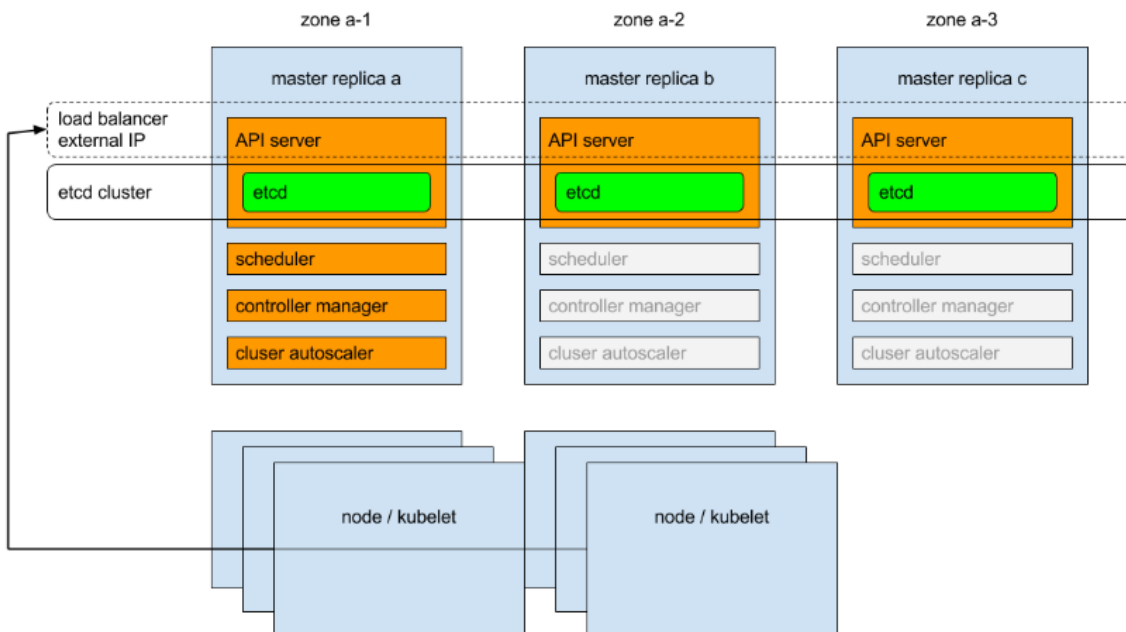 zone a-1
zone a-2
zone a-3
master replica a
master replica b
master replica c
load balancer
external IP
API server
API server
API server
etcd cluster
etcd
etcd
etcd
scheduler
scheduler
scheduler
controller manager
controller manager
controller manager
cluser autoscaler
cluser autoscaler
cluser autoscaler
node / kubelet
node / kubelet